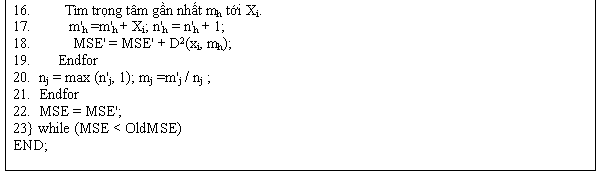 16. Tìm trọng tâm gần nhất mₕ tới Xᵢ.
17. m'ₕ =m'ₕ + Xᵢ; n'ₕ = n'ₕ + 1;
18. MSE' = MSE' + D²(xᵢ, mₕ);
19. Endfor
20. nⱼ = max (n'ⱼ, 1); mⱼ =m'ⱼ / nⱼ ;
21. Endfor
22. MSE = MSE';
23} while (MSE < OldMSE)
END;